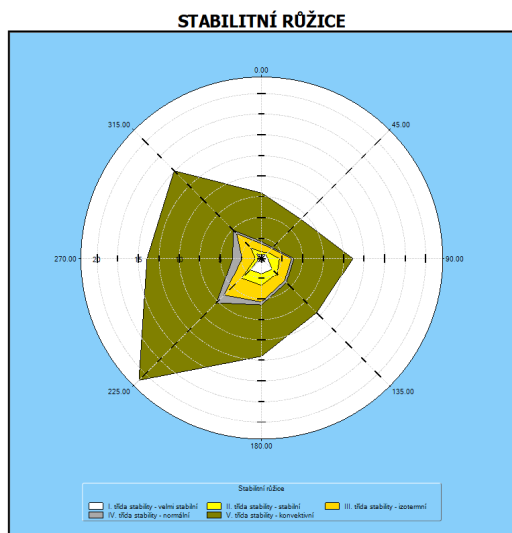 STABILITNÍ RŮŽICE
0.00
315.00
45.00
270.00
20
15
10
90.00
225.00
135.00
180.00
Stabilitní růžice
I. třída stability - velmi stabilní
II. třída stability - stabilní
III. třída stability - izotermní
IV. třída stability - normální
V. třída stability - konvektivní